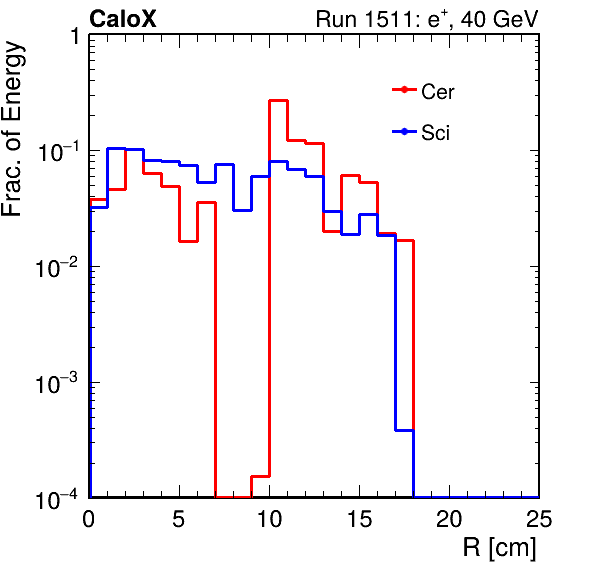 CaloX Run 1511: e⁺, 40 GeV
Frac. of Energy
1
10⁻¹
10⁻²
10⁻³
10⁻⁴
Cer
Sci
0 5 10 15 20 25
R [cm]